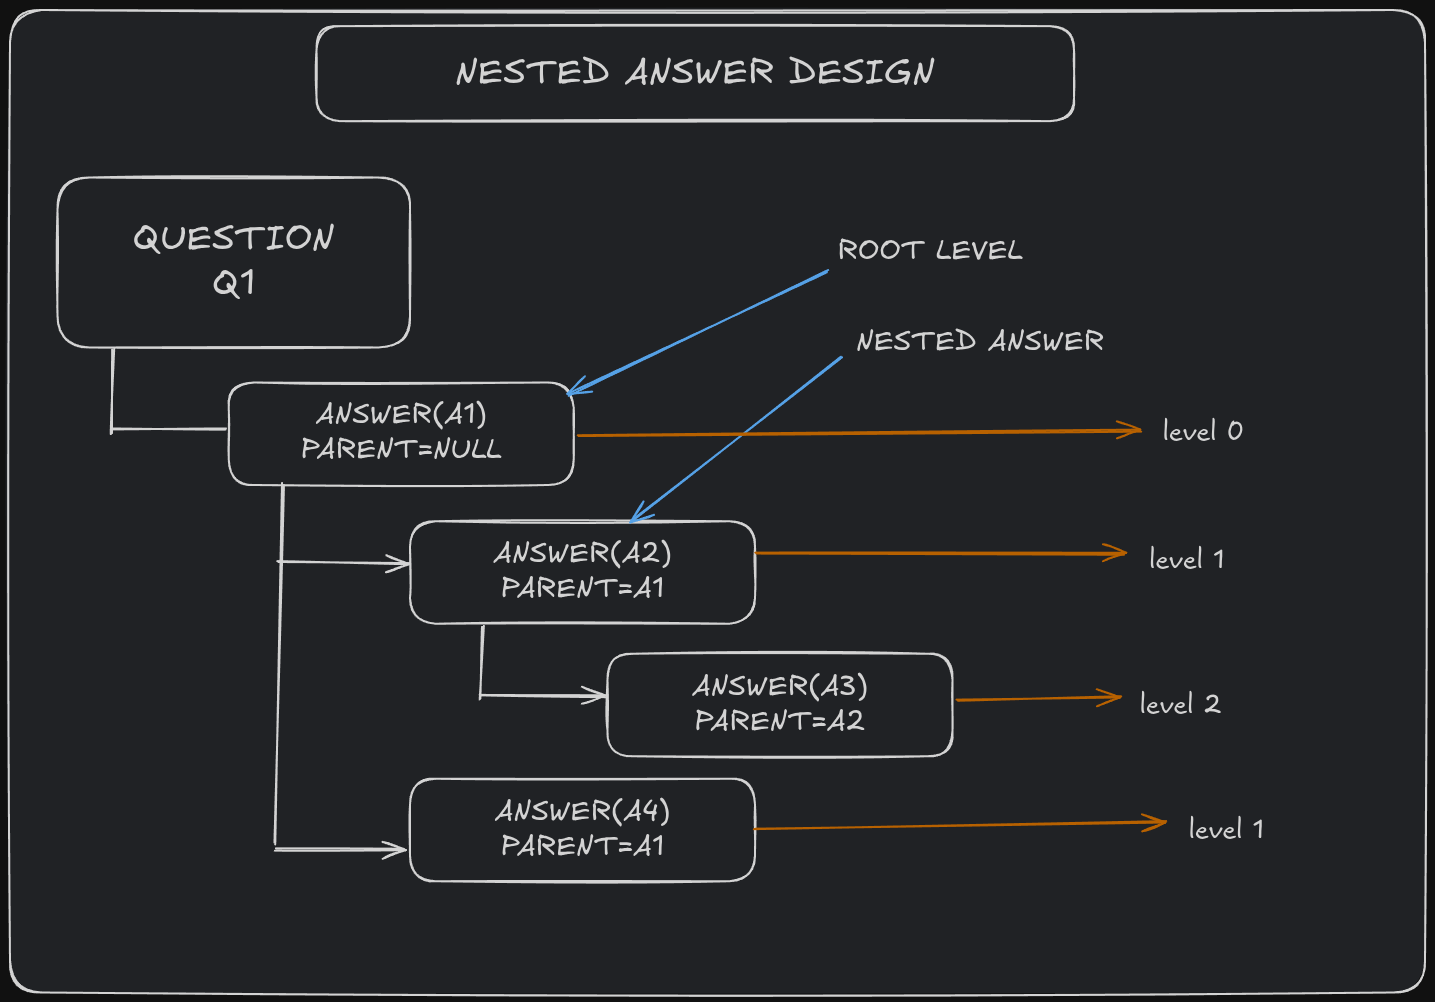 NESTED ANSWER DESIGN
QUESTION
Q1
ROOT LEVEL
NESTED ANSWER
ANSWER(A1)
PARENT=NULL
level 0
ANSWER(A2)
PARENT=A1
level 1
ANSWER(A3)
PARENT=A2
level 2
ANSWER(A4)
PARENT=A1
level 1